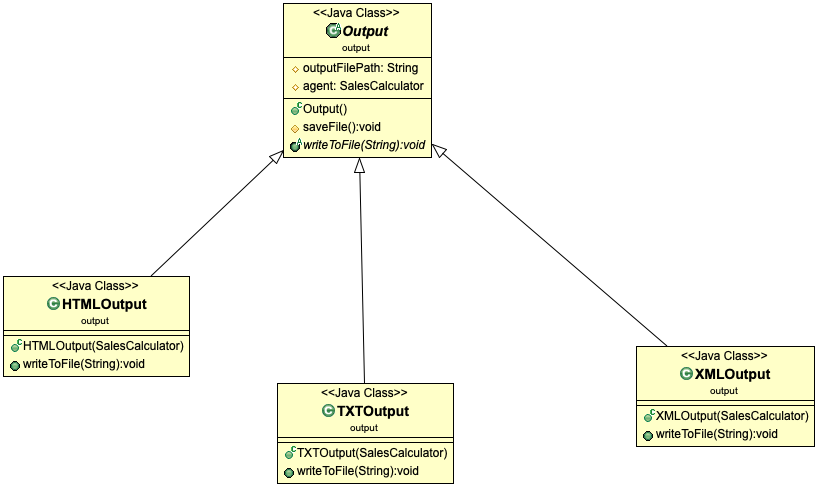 <<Java Class>>
Output
output
outputFilePath: String
agent: SalesCalculator
Output()
saveFile():void
writeToFile(String):void
<<Java Class>>
HTMLOutput
output
HTMLOutput(SalesCalculator)
writeToFile(String):void
<<Java Class>>
TXTOutput
output
TXTOutput(SalesCalculator)
writeToFile(String):void
<<Java Class>>
XMLOutput
output
XMLOutput(SalesCalculator)
writeToFile(String):void